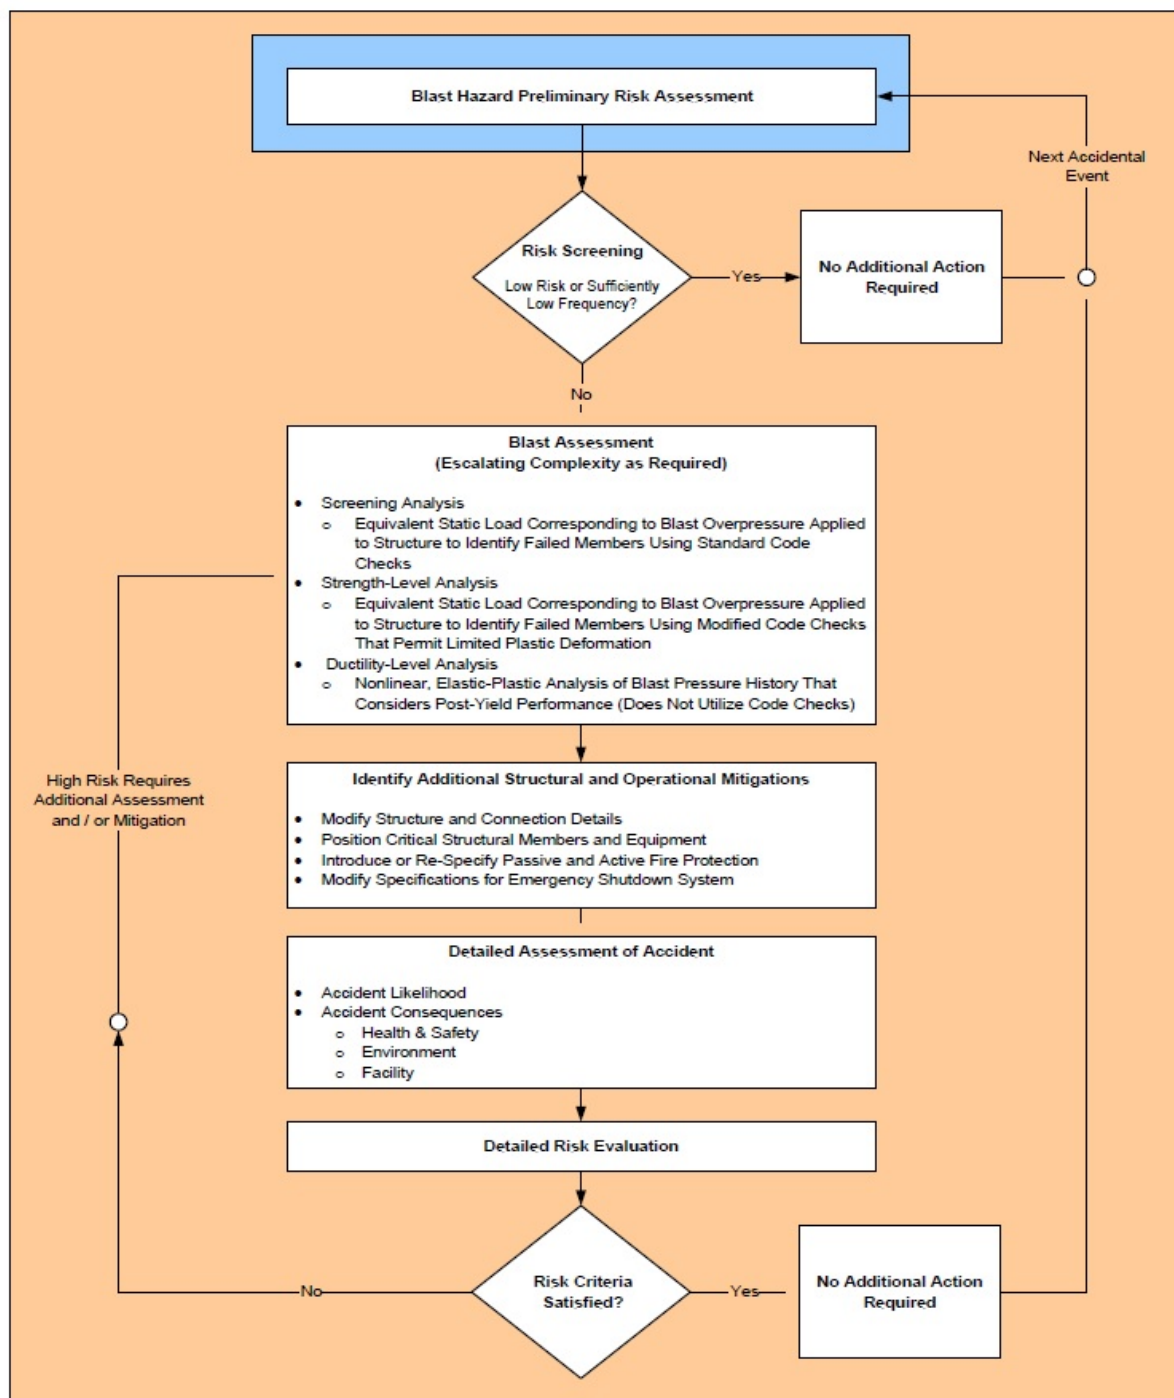 Blast Hazard Preliminary Risk Assessment
Next Accidental
Event
Risk Screening
Low Risk or Sufficiently
Low Frequency?
Yes
No Additional Action
Required
No
Blast Assessment
(Escalating Complexity as Required)
• Screening Analysis
o Equivalent Static Load Corresponding to Blast Overpressure Applied
to Structure to Identify Failed Members Using Standard Code
Checks
• Strength-Level Analysis
o Equivalent Static Load Corresponding to Blast Overpressure Applied
to Structure to Identify Failed Members Using Modified Code Checks
That Permit Limited Plastic Deformation
• Ductility-Level Analysis
o Nonlinear, Elastic-Plastic Analysis of Blast Pressure History That
Considers Post-Yield Performance (Does Not Utilize Code Checks)
High Risk Requires
Additional Assessment
and / or Mitigation
Identify Additional Structural and Operational Mitigations
• Modify Structure and Connection Details
• Position Critical Structural Members and Equipment
• Introduce or Re-Specify Passive and Active Fire Protection
• Modify Specifications for Emergency Shutdown System
Detailed Assessment of Accident
• Accident Likelihood
• Accident Consequences
o Health & Safety
o Environment
o Facility
Detailed Risk Evaluation
Risk Criteria
Satisfied?
No
Yes
No Additional Action
Required